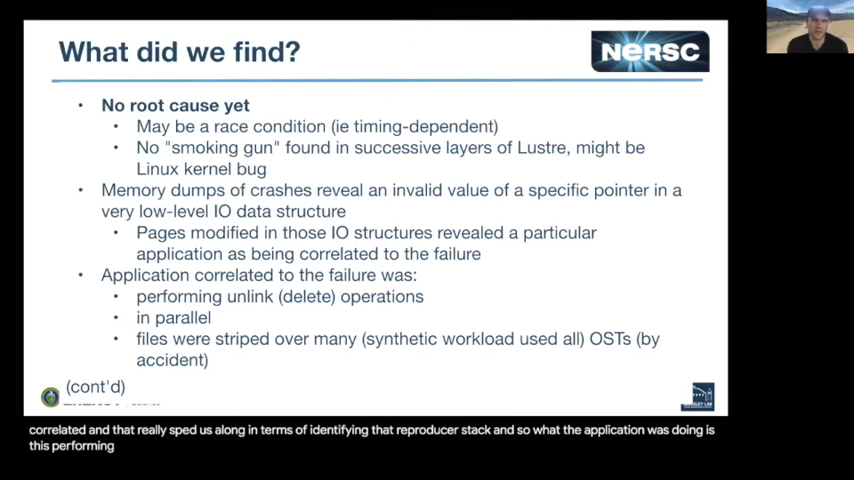 What did we find?
NERSC
• No root cause yet
• May be a race condition (ie timing-dependent)
• No "smoking gun" found in successive layers of Lustre, might be
Linux kernel bug
• Memory dumps of crashes reveal an invalid value of a specific pointer in a
very low-level IO data structure
• Pages modified in those IO structures revealed a particular
application as being correlated to the failure
• Application correlated to the failure was:
• performing unlink (delete) operations
• in parallel
• files were striped over many (synthetic workload used all) OSTs (by
accident)
(cont'd)
correlated and that really sped us along in terms of identifying that reproducer stack and so what the application was doing is
this performing